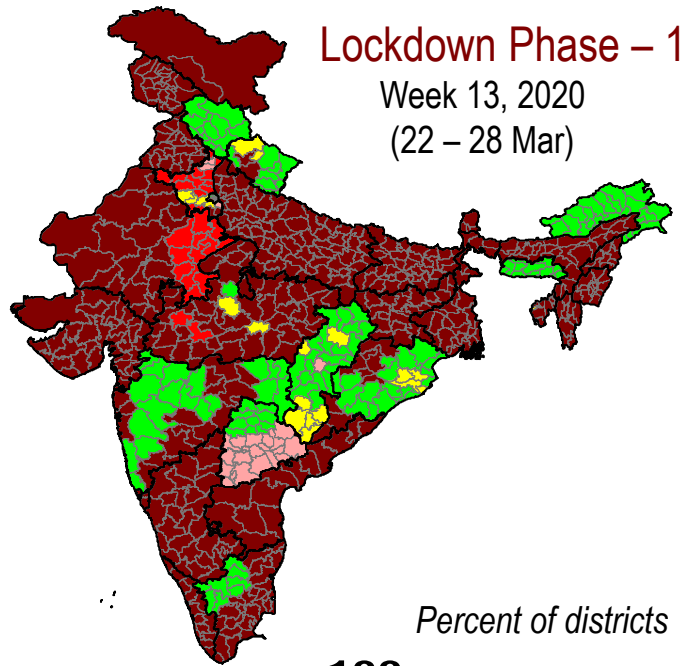 Lockdown Phase – 1
Week 13, 2020
(22 – 28 Mar)
Percent of districts